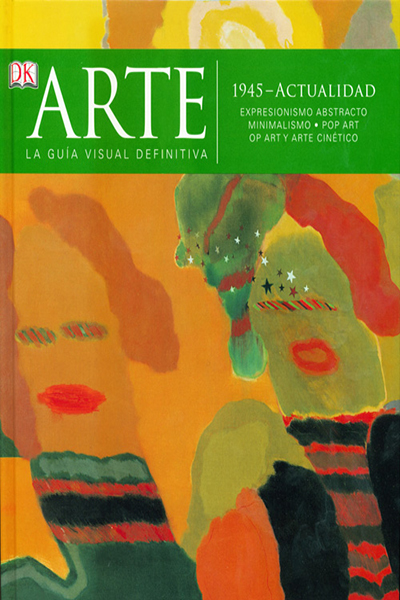 DK
ARTE
LA GUÍA VISUAL DEFINITIVA
1945–ACTUALIDAD
EXPRESIONISMO ABSTRACTO
MINIMALISMO • POP ART
OP ART Y ARTE CINÉTICO